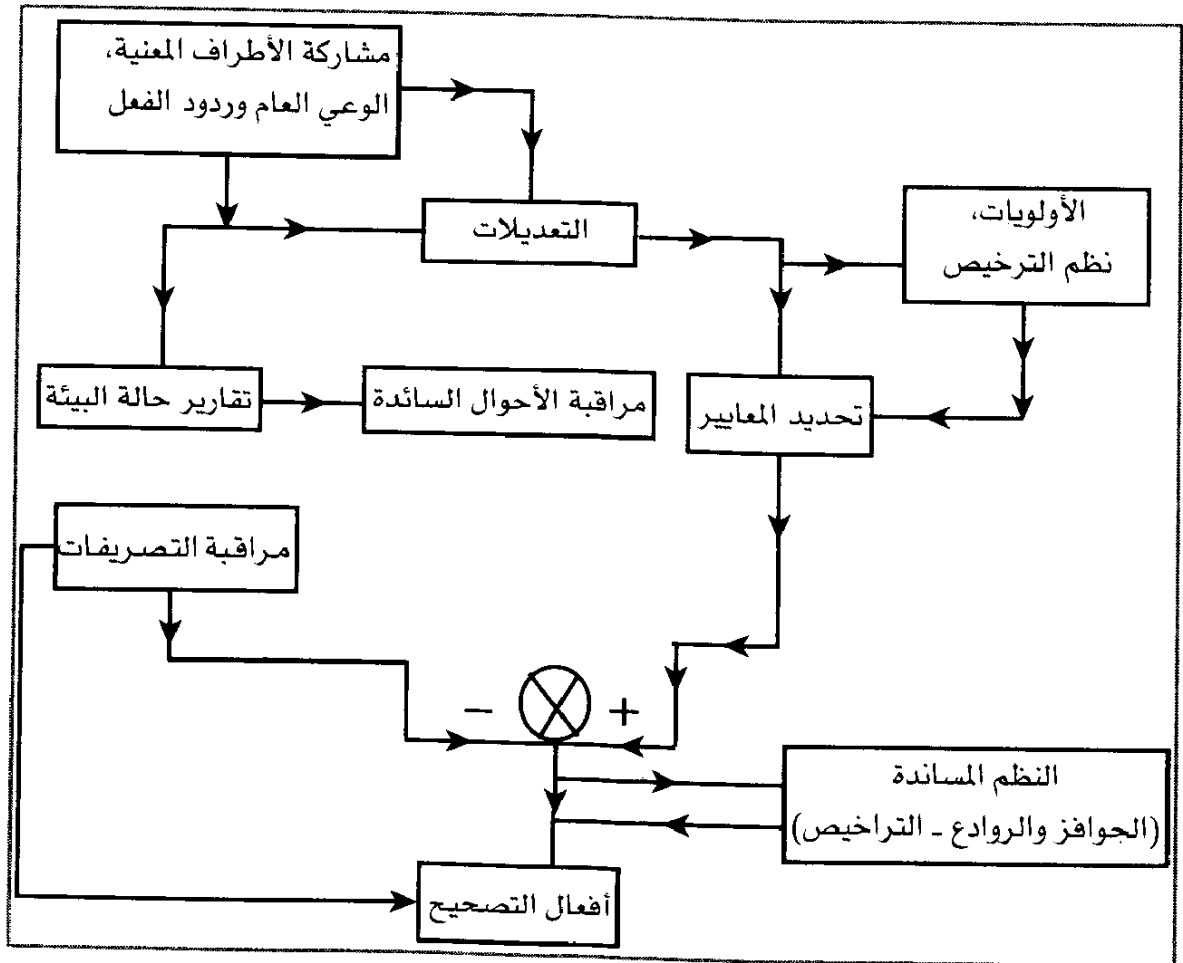 مشاركة الأطراف المعنية،
الوعي العام وردود الفعل
التعديلات
الأولويات،
نظم الترخيص
تقارير حالة البيئة
مراقبة الأحوال السائدة
تحديد المعايير
مراقبة التصريفات
− +
النظم المساندة
(الجوافز والروادع ـ التراخيص)
أفعال التصحيح